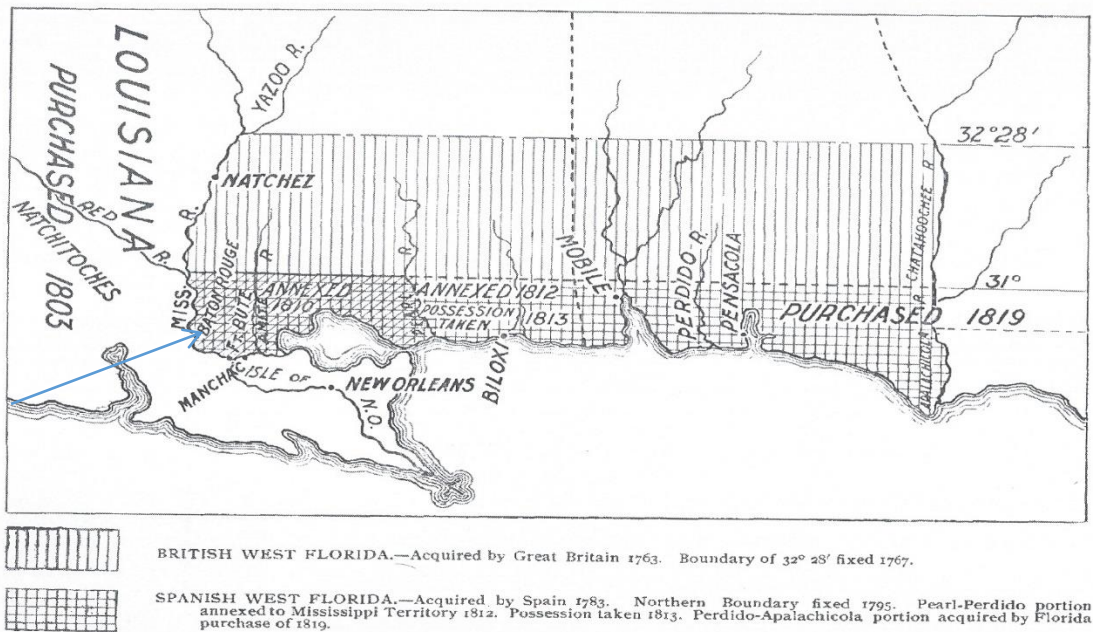 LOUISIANA
PURCHASED 1803
YAZOO R.
32° 28'
NATCHEZ
RED R.
NATCHITOCHES
MISS. R.
BATON ROUGE
FT. BUTE
AMITE R
R
ANNEXED
1810
ANNEXED 1812
POSSESSION
TAKEN 1813
MOBILE
PERDIDO R.
PENSACOLA
CHATAHOOCHEE R
31°
PURCHASED 1819
APALACHICOLA R
BILOXI
MANCHAC
ISLE OF
N.O.
NEW ORLEANS
BRITISH WEST FLORIDA.—Acquired by Great Britain 1763. Boundary of 32° 28' fixed 1767.
SPANISH WEST FLORIDA.—Acquired by Spain 1783. Northern Boundary fixed 1795. Pearl-Perdido portion
annexed to Mississippi Territory 1812. Possession taken 1813. Perdido-Apalachicola portion acquired by Florida
purchase of 1819.